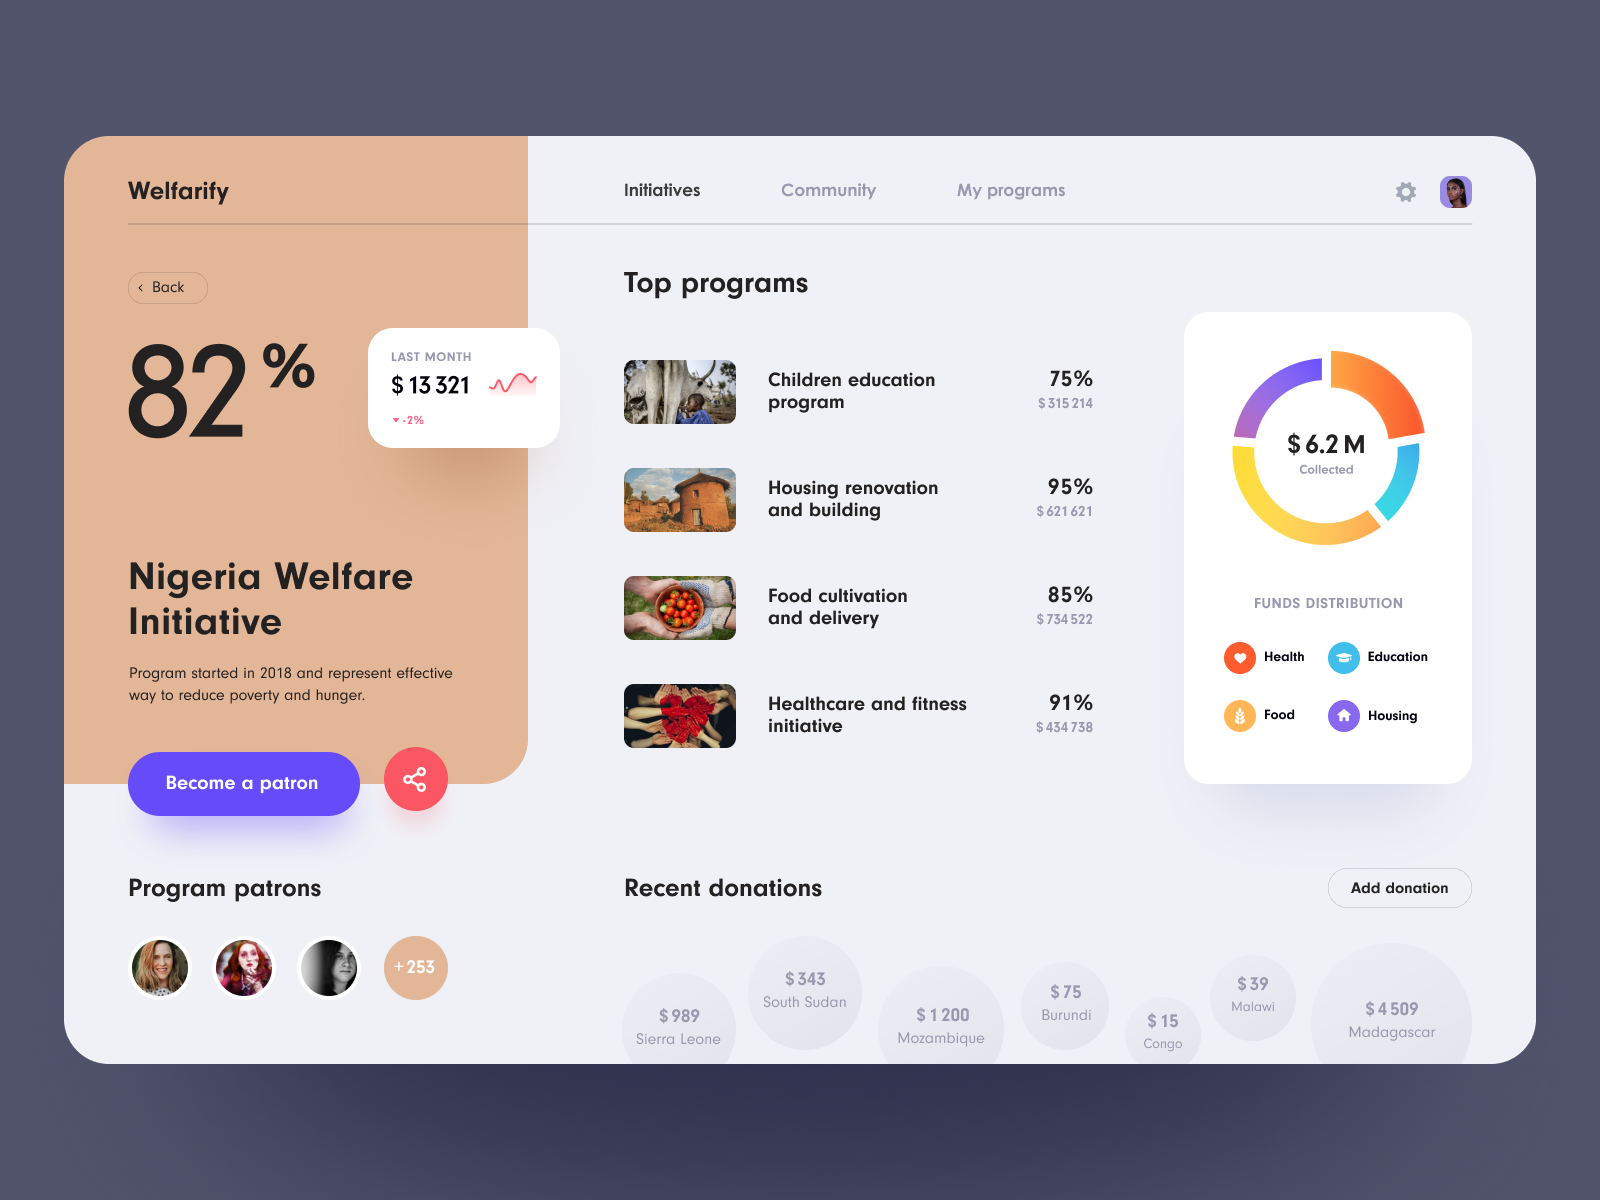 Welfarify
Initiatives
Community
My programs
Back
82%
LAST MONTH
$ 13 321
-2%
Nigeria Welfare
Initiative
Program started in 2018 and represent effective
way to reduce poverty and hunger.
Become a patron
Program patrons
+253
Top programs
Children education
program
75%
$ 315 214
Housing renovation
and building
95%
$ 621 621
Food cultivation
and delivery
85%
$ 734 522
Healthcare and fitness
initiative
91%
$ 434 738
$ 6.2 M
Collected
FUNDS DISTRIBUTION
Health
Education
Food
Housing
Recent donations
Add donation
$ 989
Sierra Leone
$ 343
South Sudan
$ 1 200
Mozambique
$ 75
Burundi
$ 15
Congo
$ 39
Malawi
$ 4 509
Madagascar